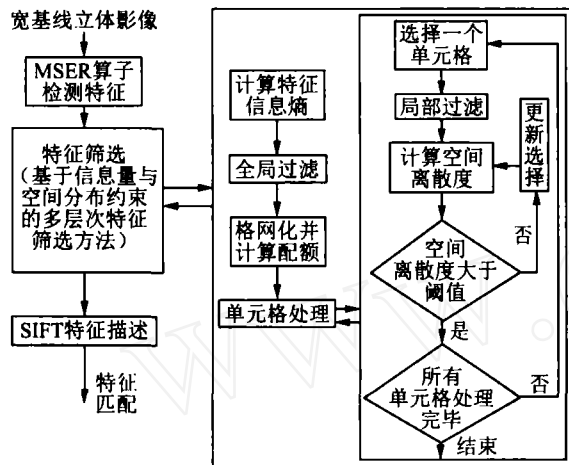 宽基线立体影像
MSER算子
检测特征
特征筛选
（基于信息量与
空间分布约束
的多层次特征
筛选方法）
SIFT特征描述
特征
匹配
计算特征
信息熵
全局过滤
格网化并
计算配额
单元格处理
选择一个
单元格
局部过滤
计算空间
离散度
更新选择
否
空间
离散度大于
阈值
是
所有
单元格处理
完毕
否
结束
WWW.